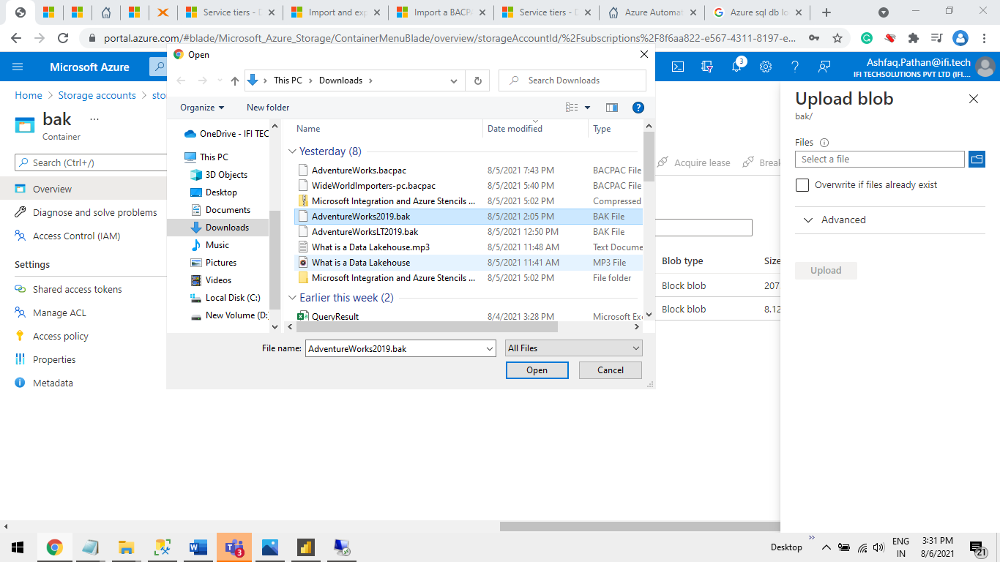 Service tiers - D
Import and exp
Import a BACPA
Service tiers - D
Azure Automat
Azure sql db lo
portal.azure.com/#blade/Microsoft_Azure_Storage/ContainerMenuBlade/overview/storageAccountId/%2Fsubscriptions%2F8f6aa822-e567-4311-8197-e...
Microsoft Azure
3
Ashfaq.Pathan@ifi.tech
IFI TECHSOLUTIONS PVT LTD (IFI....
Home > Storage accounts > sto
bak ...
Container
Search (Ctrl+/)
Overview
Diagnose and solve problems
Access Control (IAM)
Settings
Shared access tokens
Manage ACL
Access policy
Properties
Metadata
Open
This PC > Downloads >
Search Downloads
Organize
New folder
OneDrive - IFI TEC
This PC
3D Objects
Desktop
Documents
Downloads
Music
Pictures
Videos
Local Disk (C:)
New Volume (D:
Name Date modified Type
Yesterday (8)
AdventureWorks.bacpac 8/5/2021 7:43 PM BACPAC File
WideWorldImporters-pc.bacpac 8/5/2021 5:40 PM BACPAC File
Microsoft Integration and Azure Stencils ... 8/5/2021 5:02 PM Compressed
AdventureWorks2019.bak 8/5/2021 2:05 PM BAK File
AdventureWorksLT2019.bak 8/5/2021 12:50 PM BAK File
What is a Data Lakehouse.mp3 8/5/2021 11:48 AM Text Docume
What is a Data Lakehouse 8/5/2021 11:41 AM MP3 File
Microsoft Integration and Azure Stencils ... 8/5/2021 5:02 PM File folder
Earlier this week (2)
QueryResult 8/4/2021 3:28 PM Microsoft Ex
File name: AdventureWorks2019.bak
All Files
Open
Cancel
Acquire lease
Break
Blob type Size
Block blob 207.
Block blob 8.12
Upload blob
bak/
Files
Select a file
Overwrite if files already exist
Advanced
Upload
3
Desktop
ENG
IN
3:31 PM
8/6/2021
21